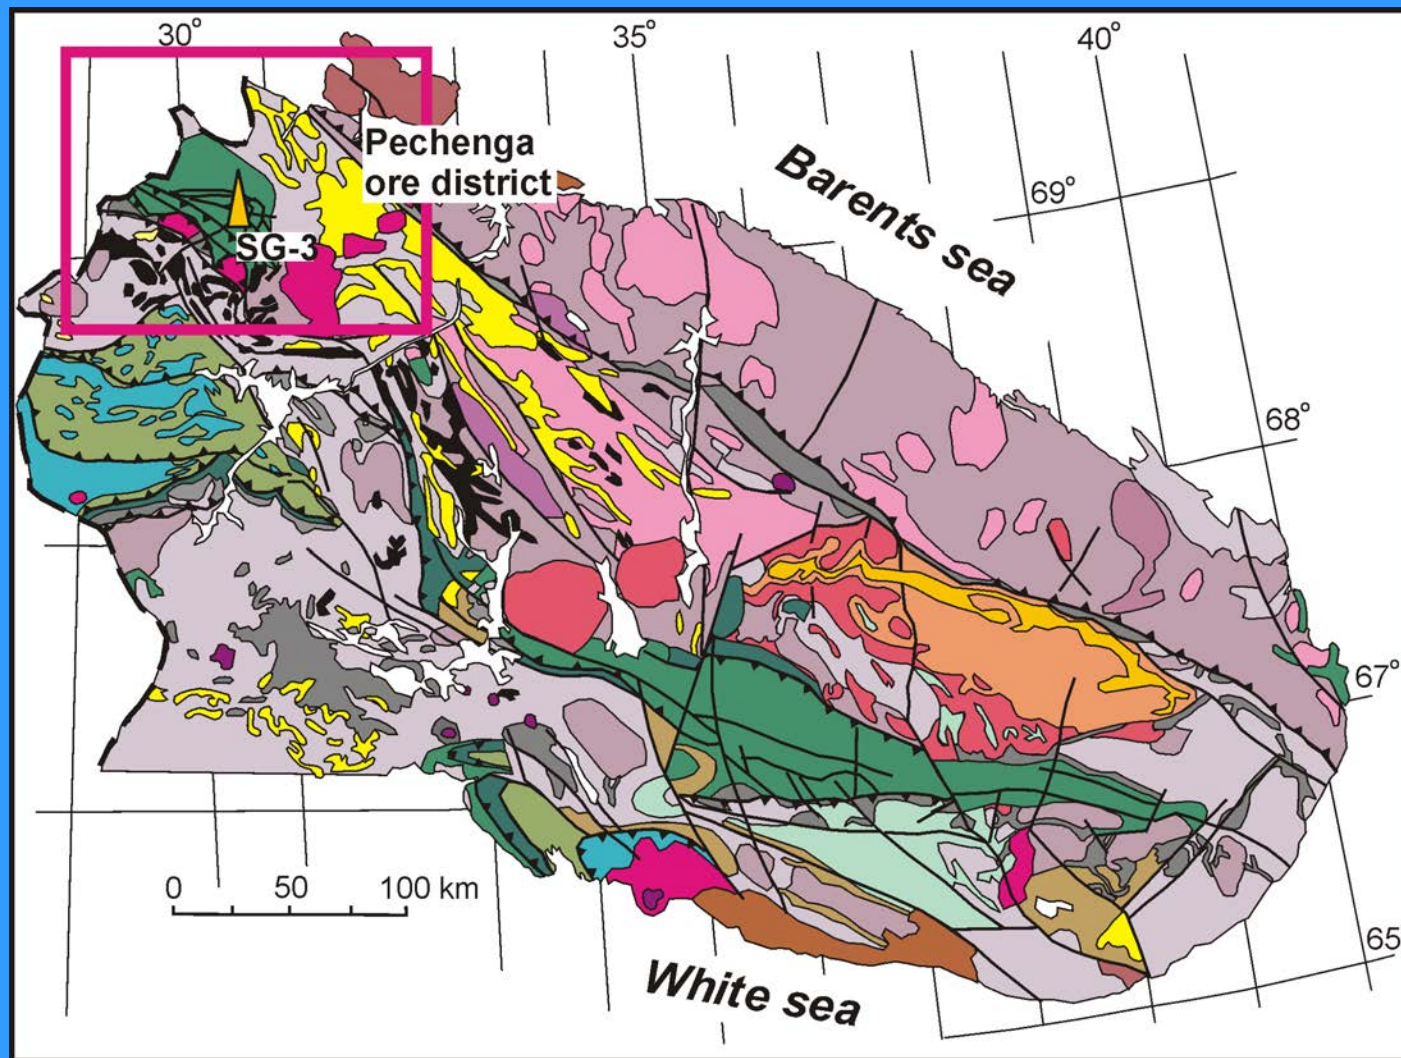 30°
35°
40°
Pechenga
ore district
Barents sea
69°
SG-3
68°
67°
0 50 100 km
65
White sea